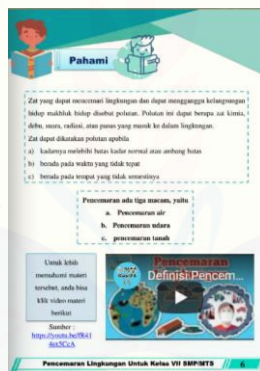 Pahami
Zat yang dapat mencemari lingkungan dan dapat mengganggu kelangsungan
hidup makhluk hidup disebut polutan. Polutan ini dapat berupa zat kimia,
debu, suara, radiasi, atau panas yang masuk ke dalam lingkungan.
Zat dapat dikatakan polutan apabila
a) kadarnya melebihi batas kadar normal atau ambang batas
b) berada pada waktu yang tidak tepat
c) berada pada tempat yang tidak semestinya
Pencemaran ada tiga macam, yaitu
a. Pencemaran air
b. Pencemaran udara
c. pencemaran tanah
Untuk lebih
memahami materi
tersebut, anda bisa
klik video materi
berikut
Sumber :
Pencemaran
Definisi Pencem...
Pencemaran Lingkungan Untuk Kelas VII SMP/MTS
6